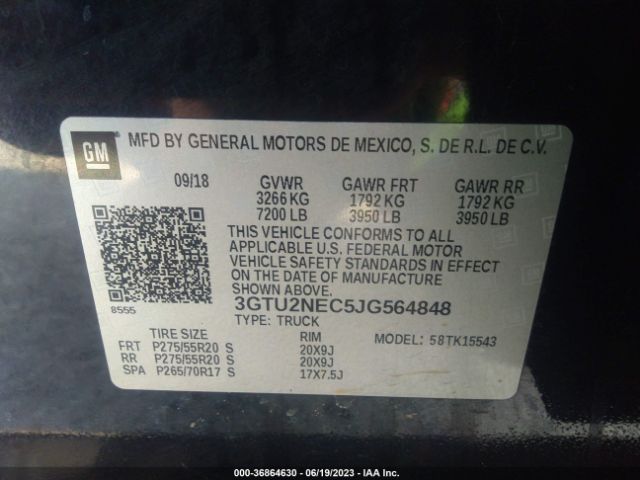 GM
MFD BY GENERAL MOTORS DE MEXICO, S. DE R.L. DE C.V.
09/18 GVWR GAWR FRT GAWR RR
3266 KG 1792 KG 1792 KG
7200 LB 3950 LB 3950 LB
THIS VEHICLE CONFORMS TO ALL
APPLICABLE U.S. FEDERAL MOTOR
VEHICLE SAFETY STANDARDS IN EFFECT
ON THE DATE OF MANUFACTURE
SHOWN ABOVE.
8555
3GTU2NEC5JG564848
TYPE: TRUCK
MODEL: 58TK15543
TIRE SIZE RIM
FRT P275/55R20 S 20X9J
RR P275/55R20 S 20X9J
SPA P265/70R17 S 17X7.5J
000-36864630 - 06/19/2023 - IAA Inc.